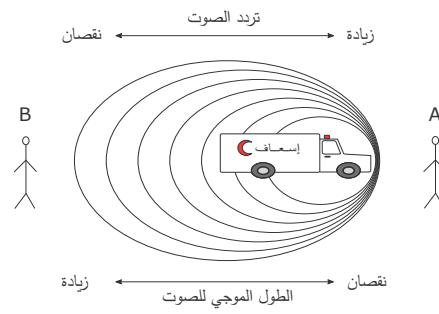 تردد الصوت
زيادة
نقصان
B
A
إسعاف
نقصان
زيادة
الطول الموجي للصوت